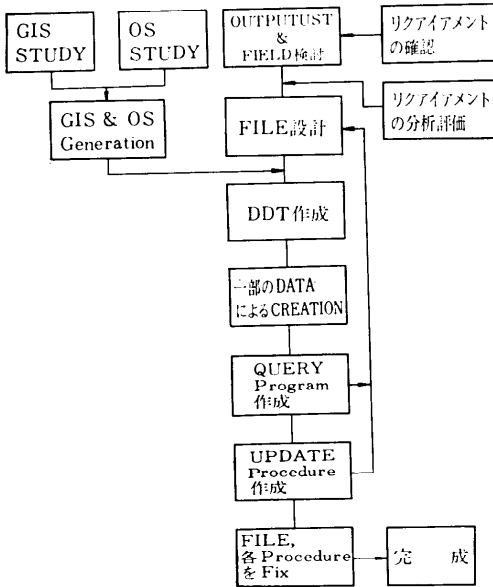 GIS
STUDY
OS
STUDY
OUTPUTUST
&
FIELD検討
リクアイアメント
の確認
GIS & OS
Generation
FILE設計
リクアイアメント
の分析評価
DDT作成
一部のDATA
によるCREATION
QUERY
Program
作成
UPDATE
Procedure
作成
FILE,
各Procedure
をFix
完成